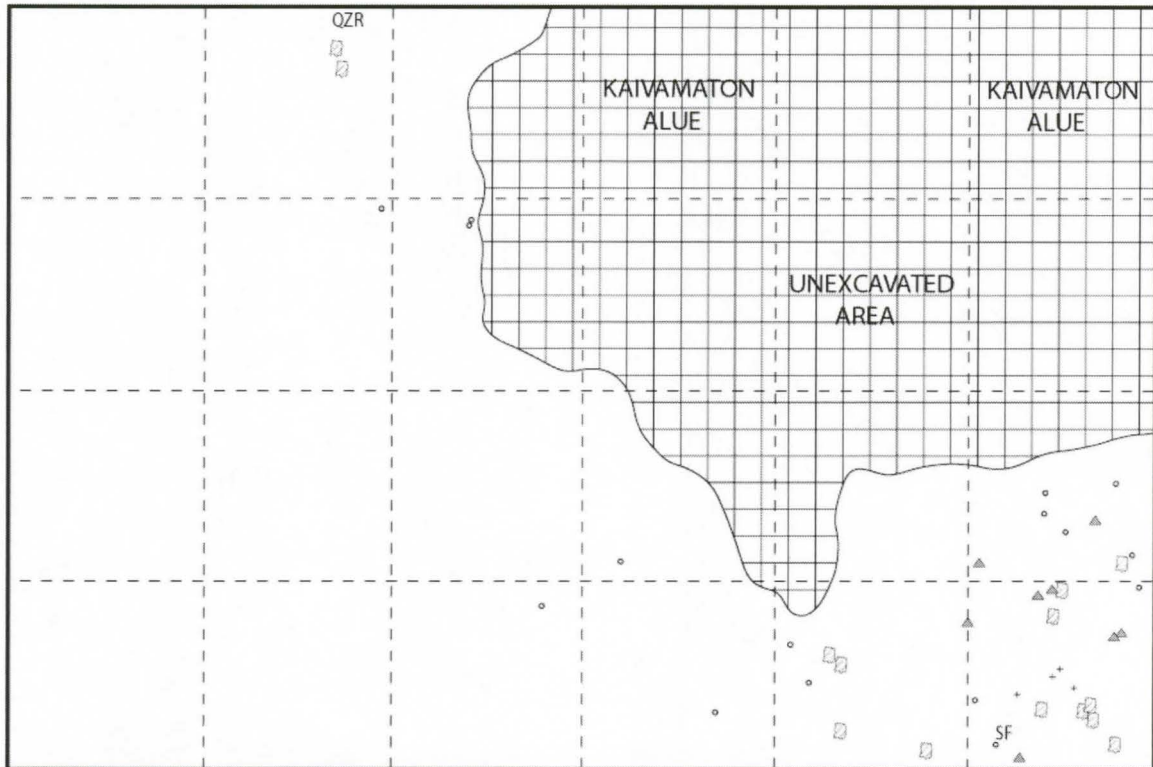 QZR
KAIVAMATON
ALUE
KAIVAMATON
ALUE
UNEXCAVATED
AREA
SF